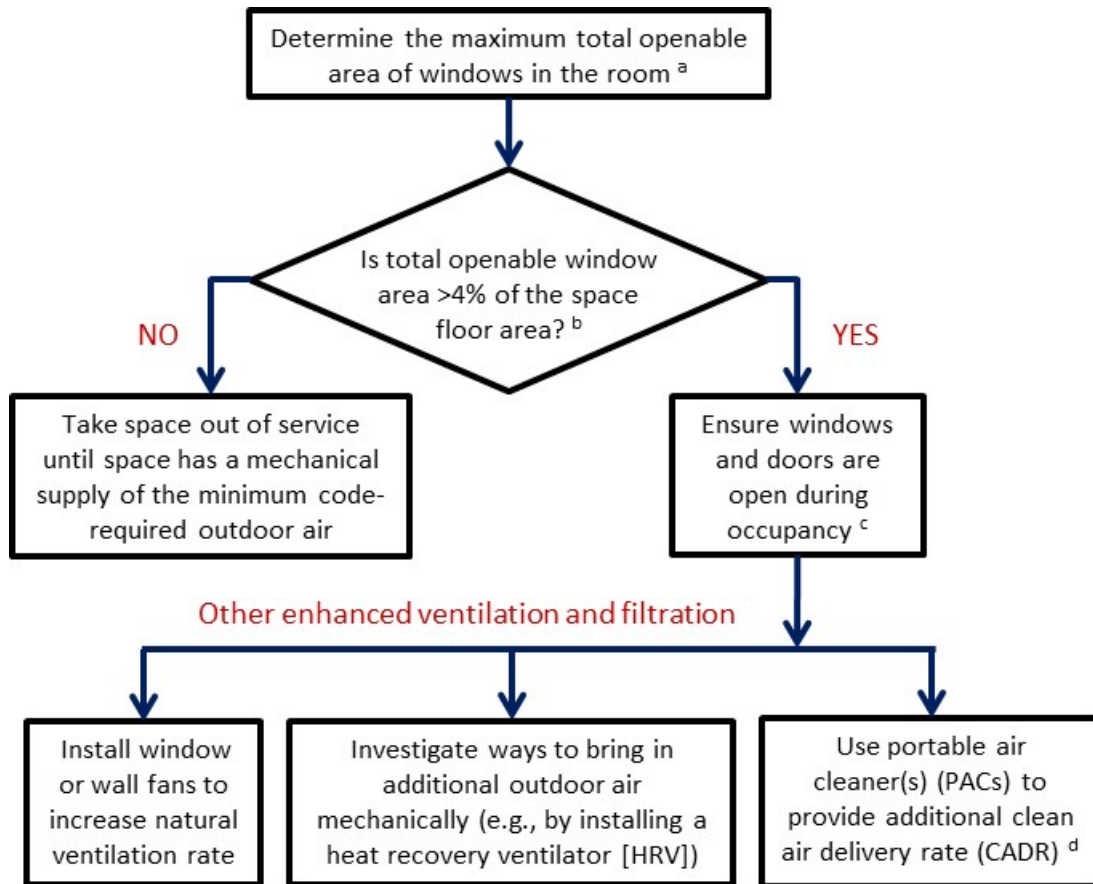 Determine the maximum total openable
area of windows in the room a
Is total openable window
area >4% of the space
floor area? b
NO
YES
Take space out of service
until space has a mechanical
supply of the minimum code-
required outdoor air
Ensure windows
and doors are
open during
occupancy c
Other enhanced ventilation and filtration
Install window
or wall fans to
increase natural
ventilation rate
Investigate ways to bring in
additional outdoor air
mechanically (e.g., by installing a
heat recovery ventilator [HRV])
Use portable air
cleaner(s) (PACs) to
provide additional clean
air delivery rate (CADR) d